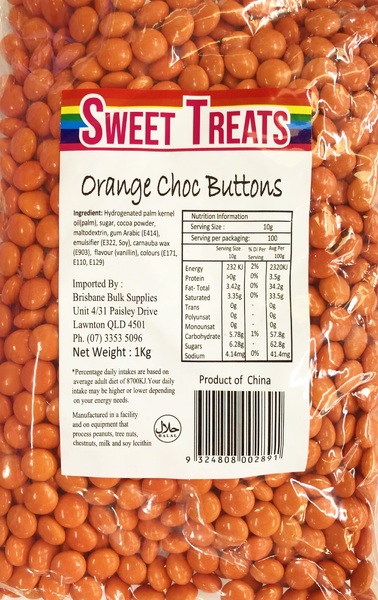 SWEET TREATS
Orange Choc Buttons
Ingredient: Hydrogenated palm kernel
oil(palm), sugar, cocoa powder,
maltodextrin, gum Arabic (E414),
emulsifier (E322, Soy), carnauba wax
(E903), flavour (vanillin), colours (E171,
E110, E129)
Imported By :
Brisbane Bulk Supplies
Unit 4/31 Paisley Drive
Lawnton QLD 4501
Ph. (07) 3353 5096
Net Weight : 1Kg
*Percentage daily intakes are based on
average adult diet of 8700KJ.Your daily
intake may be higher or lower depending
on your energy needs.
Manufactured in a facility
and on equipment that
process peanuts, tree nuts,
chestnuts, milk and soy lecithin
حلال
HALAL
Nutrition Information
Serving Size : 10g
Serving per packaging: 100
Serving Size 10g % DI Per Serving Avg Per 100g
Energy 232 KJ 2% 2320KJ
Protein >0g 0% 3.5g
Fat- Total 3.42g 0% 34.2g
Saturated 3.35g 0% 33.5g
Trans 0g - 0g
Polyunsat 0g - 0g
Monounsat 0g - 0g
Carbohydrate 5.78g 1% 57.8g
Sugars 6.28g - 62.8g
Sodium 4.14mg 0% 41.4mg
Product of China
9 324808 002891